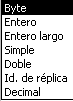 Byte
Entero
Entero largo
Simple
Doble
Id. de réplica
Decimal